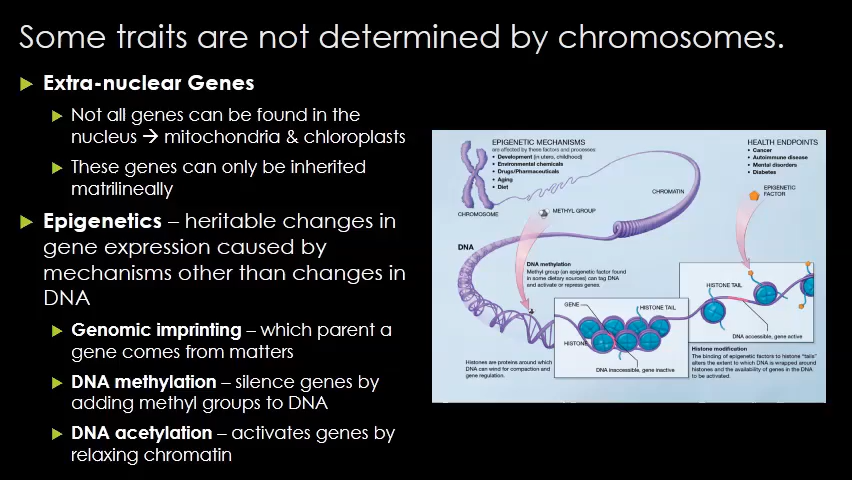 Some traits are not determined by chromosomes.
Extra-nuclear Genes
Not all genes can be found in the
nucleus → mitochondria & chloroplasts
These genes can only be inherited
matrilineally
Epigenetics – heritable changes in
gene expression caused by
mechanisms other than changes in
DNA
Genomic imprinting – which parent a
gene comes from matters
DNA methylation – silence genes by
adding methyl groups to DNA
DNA acetylation – activates genes by
relaxing chromatin
EPIGENETIC MECHANISMS
are affected by these factors and processes:
• Development (in utero, childhood)
• Environmental chemicals
• Drugs/Pharmaceuticals
• Aging
• Diet
HEALTH ENDPOINTS
• Cancer
• Autoimmune disease
• Mental disorders
• Diabetes
EPIGENETIC
FACTOR
CHROMATIN
CHROMOSOME
METHYL GROUP
DNA
DNA methylation
Methyl group (an epigenetic factor found
in some dietary sources) can tag DNA
and activate or repress genes.
HISTONE TAIL
GENE
HISTONE TAIL
HISTONE
DNA accessible, gene active
DNA inaccessible, gene inactive
Histones are proteins around which
DNA can wind for compaction and
gene regulation.
Histone modification
The binding of epigenetic factors to histone “tails”
alters the extent to which DNA is wrapped around
histones and the availability of genes in the DNA
to be activated.